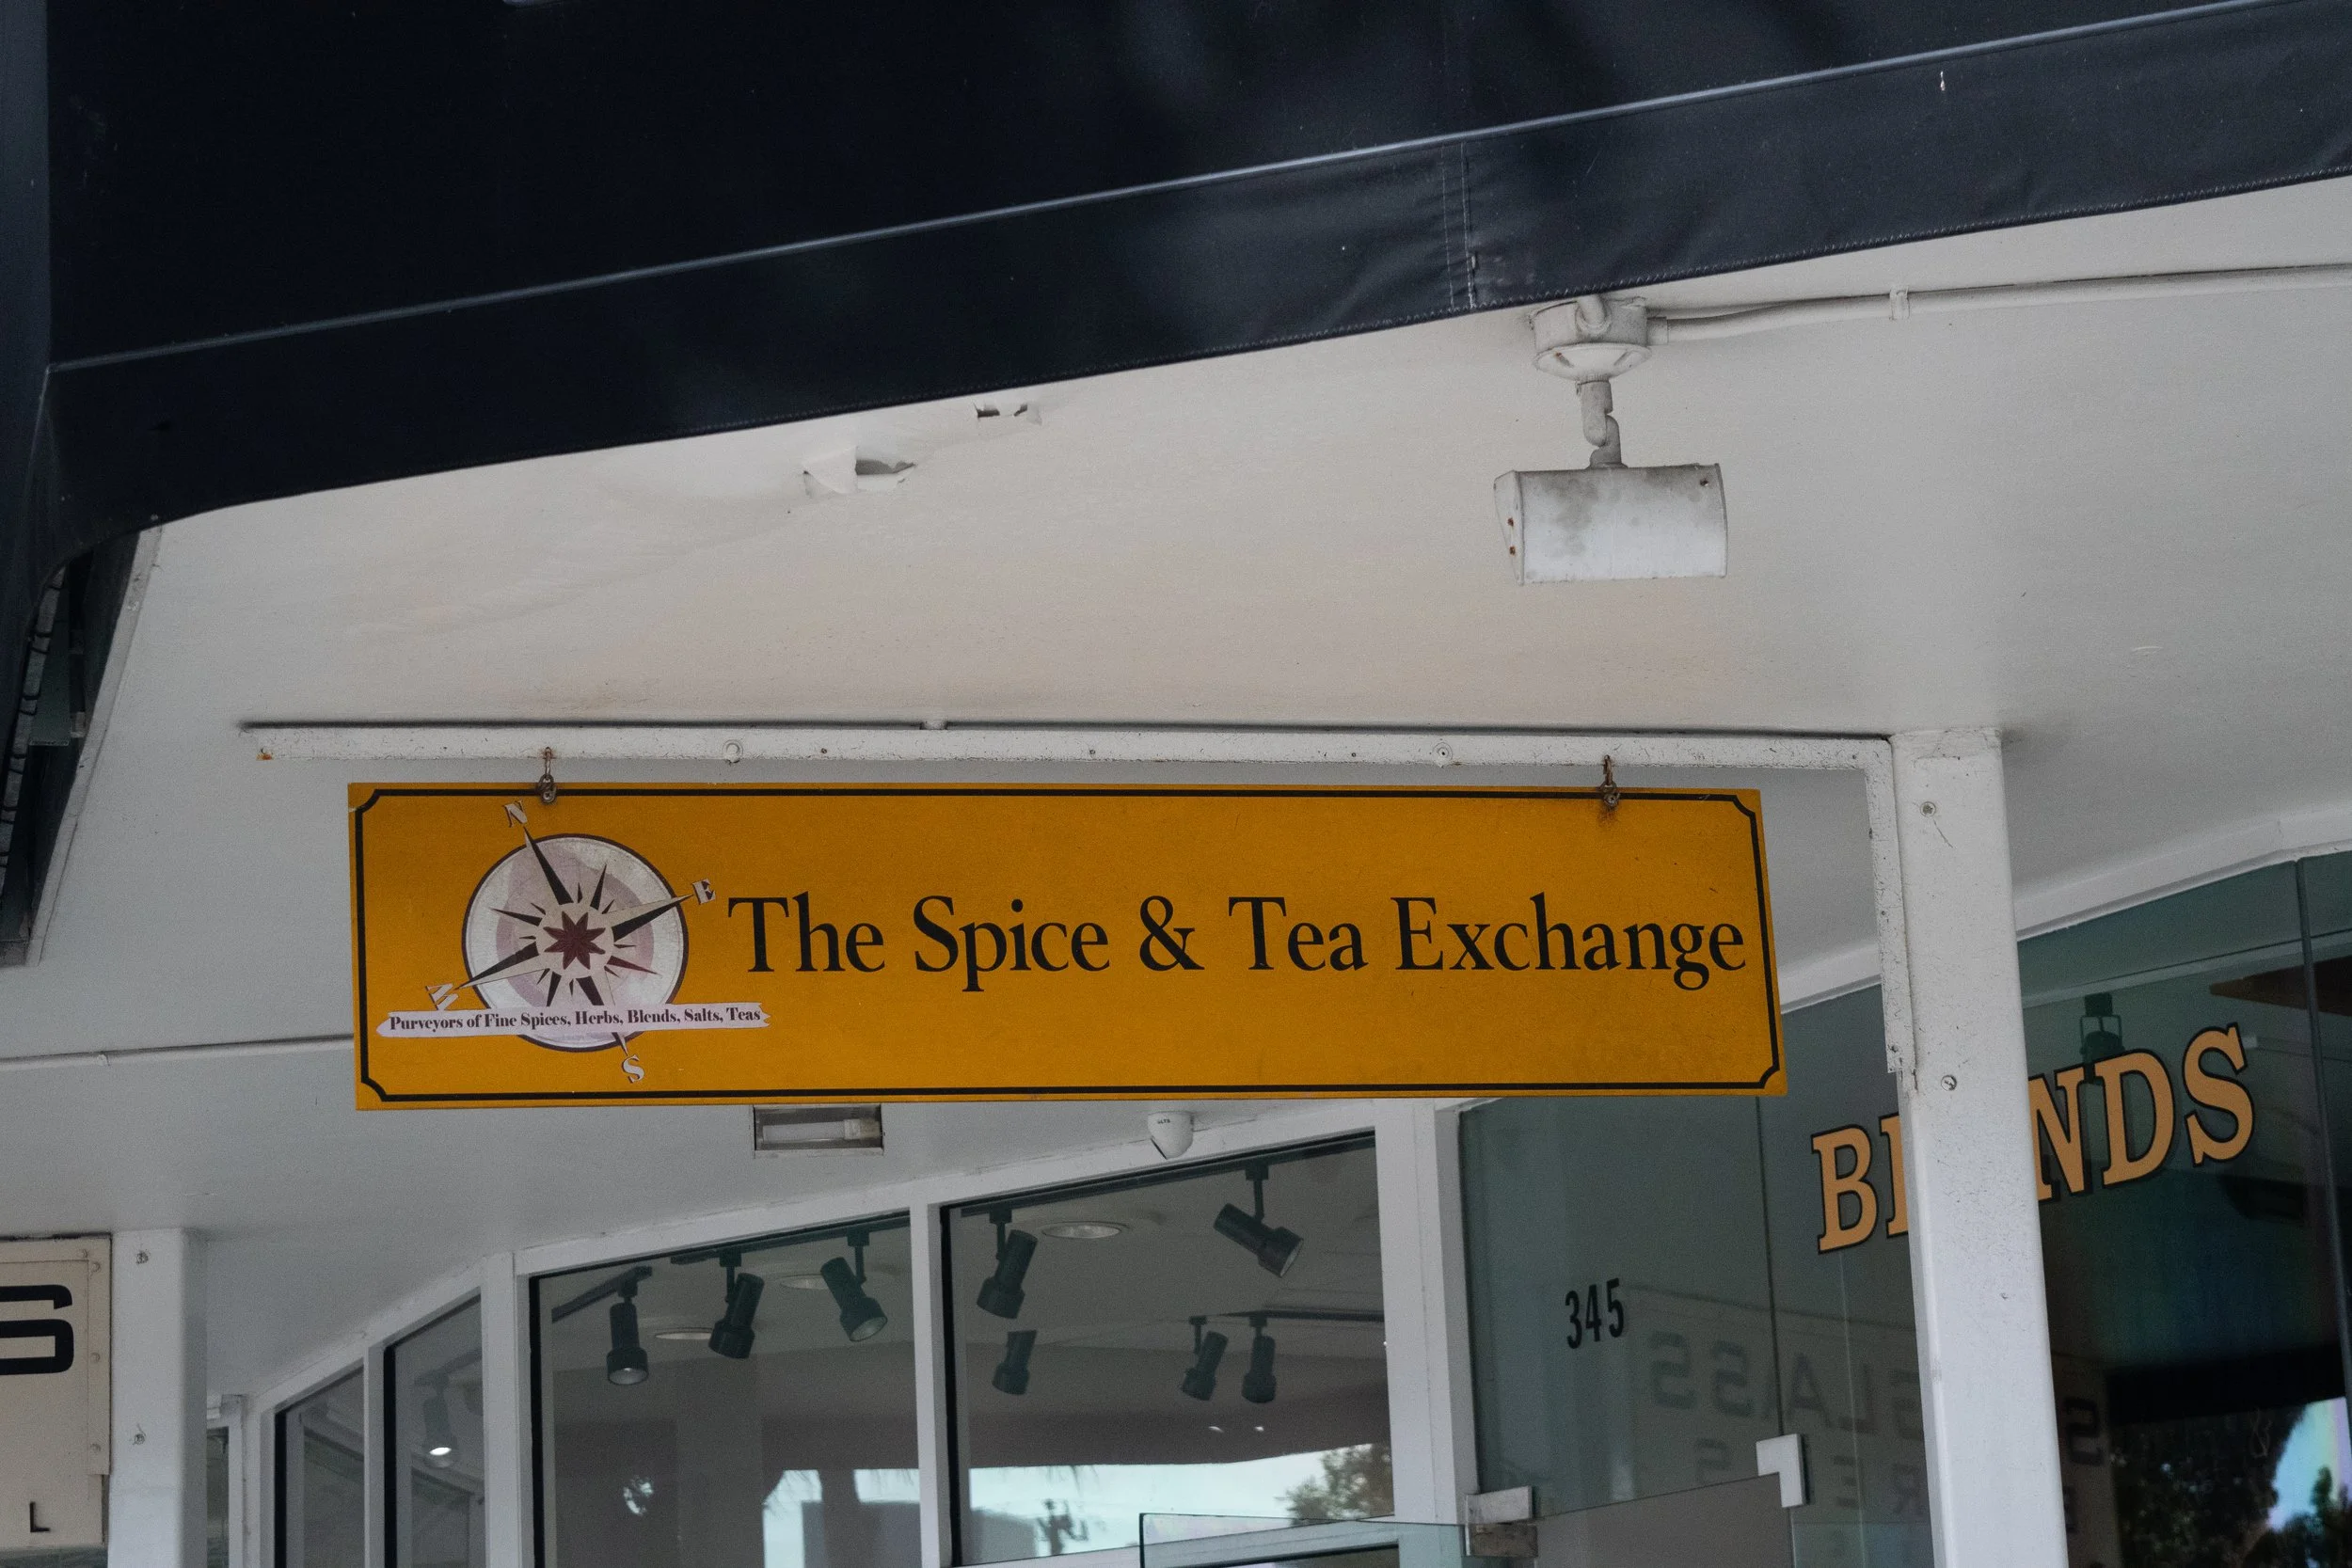 N
E
The Spice & Tea Exchange
W
Purveyors of Fine Spices, Herbs, Blends, Salts, Teas
S
345
S
L